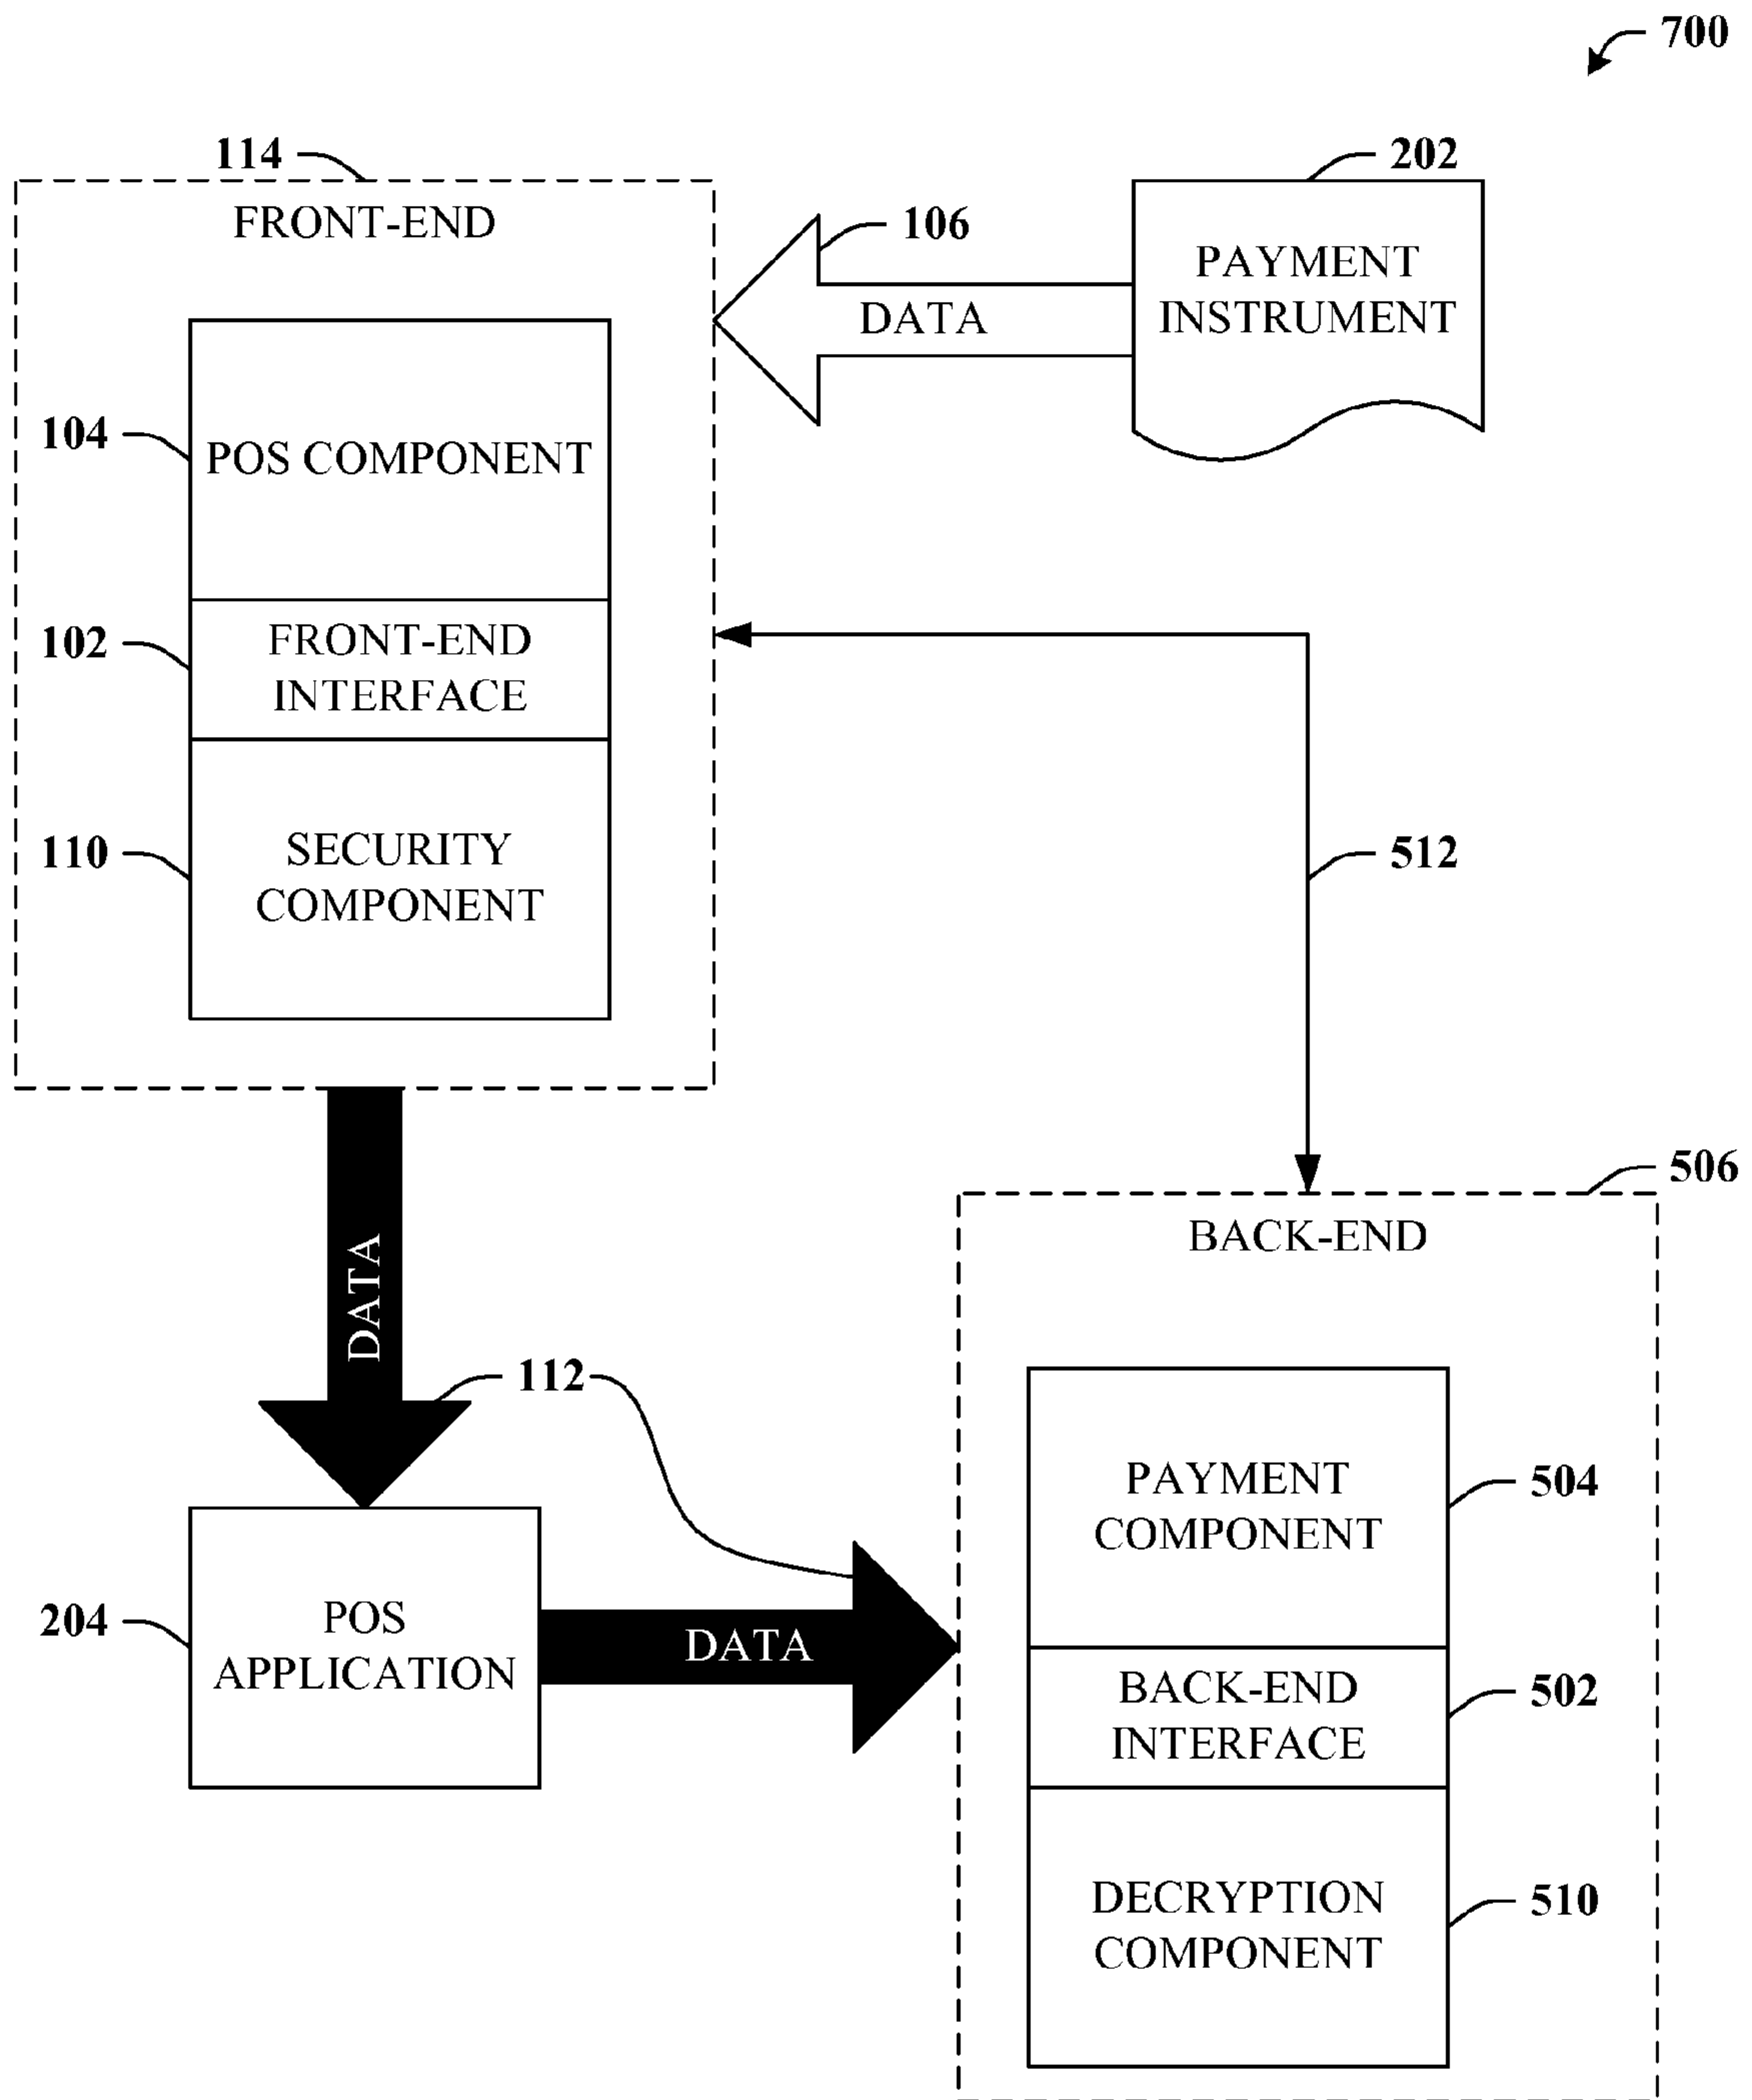 700
114
202
FRONT-END
106
PAYMENT
INSTRUMENT
DATA
104
POS COMPONENT
102
FRONT-END
INTERFACE
110
SECURITY
COMPONENT
512
506
BACK-END
DATA
112
PAYMENT
COMPONENT
504
204
POS
APPLICATION
DATA
BACK-END
INTERFACE
502
DECRYPTION
COMPONENT
510